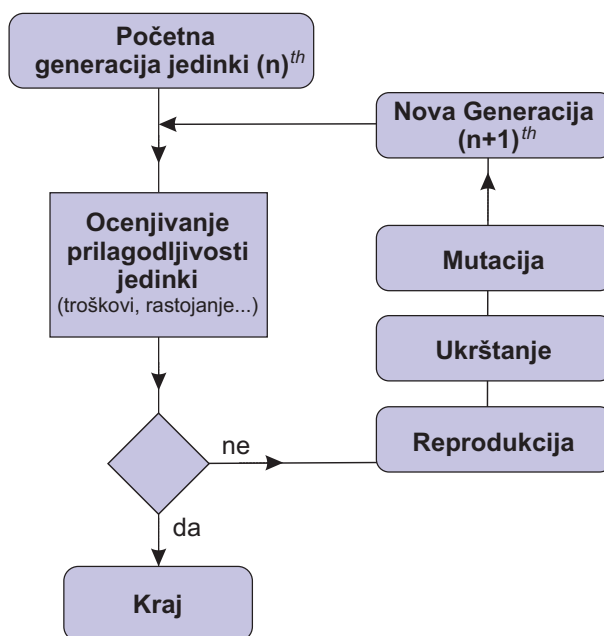 Početna
generacija jedinki (n)th
Nova Generacija
(n+1)th
Ocenjivanje
prilagodljivosti
jedinki
(troškovi, rastojanje...)
Mutacija
Ukrštanje
Reprodukcija
ne
da
Kraj